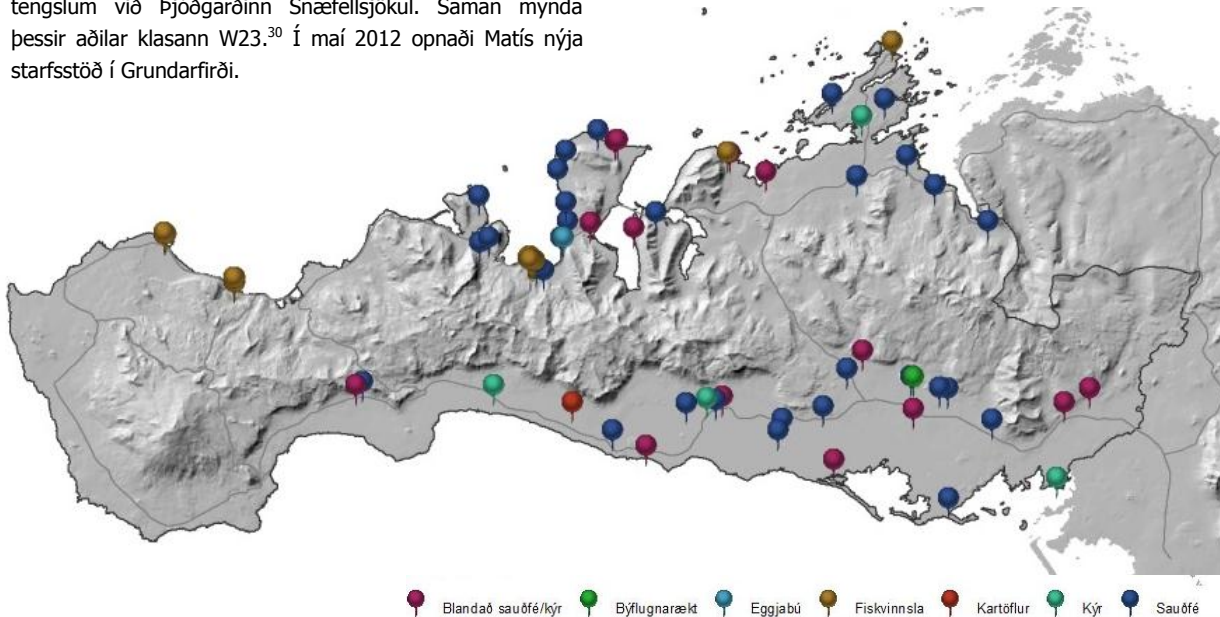 tengslum við Þjóðgarðinn Snæfellsjökul. Saman mynda
þessir aðilar klasann W23.³⁰ Í maí 2012 opnaði Matís nýja
starfsstöð í Grundarfirði.
Blandað sauðfé/kýr Býflugnarækt Eggjabú Fiskvinnsla Kartöflur Kýr Sauðfé